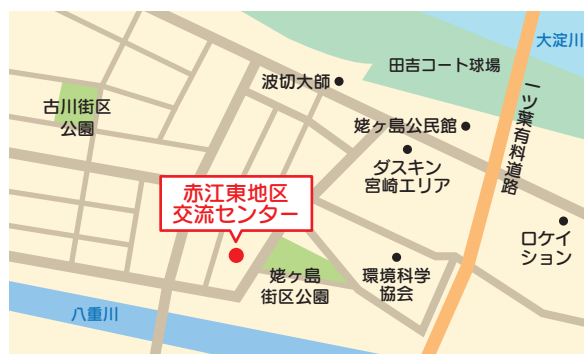 大淀川
田吉コート球場
波切大師
一ツ葉有料道路
古川街区
公園
姥ヶ島公民館
ダスキン
宮崎エリア
赤江東地区
交流センター
ロケイ
ション
姥ヶ島
街区公園
環境科学
協会
八重川